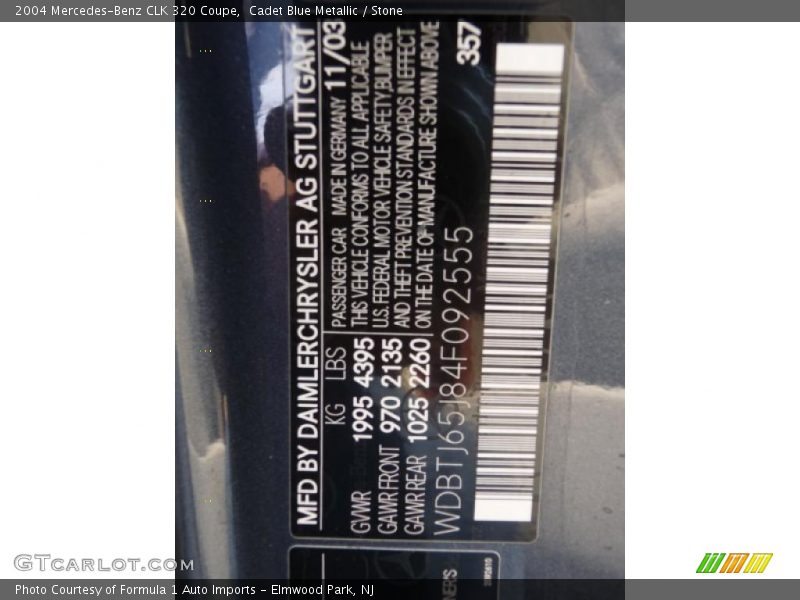 2004 Mercedes-Benz CLK 320 Coupe, Cadet Blue Metallic / Stone
MFD BY DAIMLERCHRYSLER AG STUTTGART
KG LBS PASSENGER CAR MADE IN GERMANY 11/03
GVWR 1995 4395 THIS VEHICLE CONFORMS TO ALL APPLICABLE
GAWR FRONT 970 2135 U.S. FEDERAL MOTOR VEHICLE SAFETY,BUMPER
GAWR REAR 1025 2260 AND THEFT PREVENTION STANDARDS IN EFFECT
ON THE DATE OF MANUFACTURE SHOWN ABOVE
WDBTJ65J84F092555 357
NERS
GTcarlot.com
Photo Courtesy of Formula 1 Auto Imports - Elmwood Park, NJ